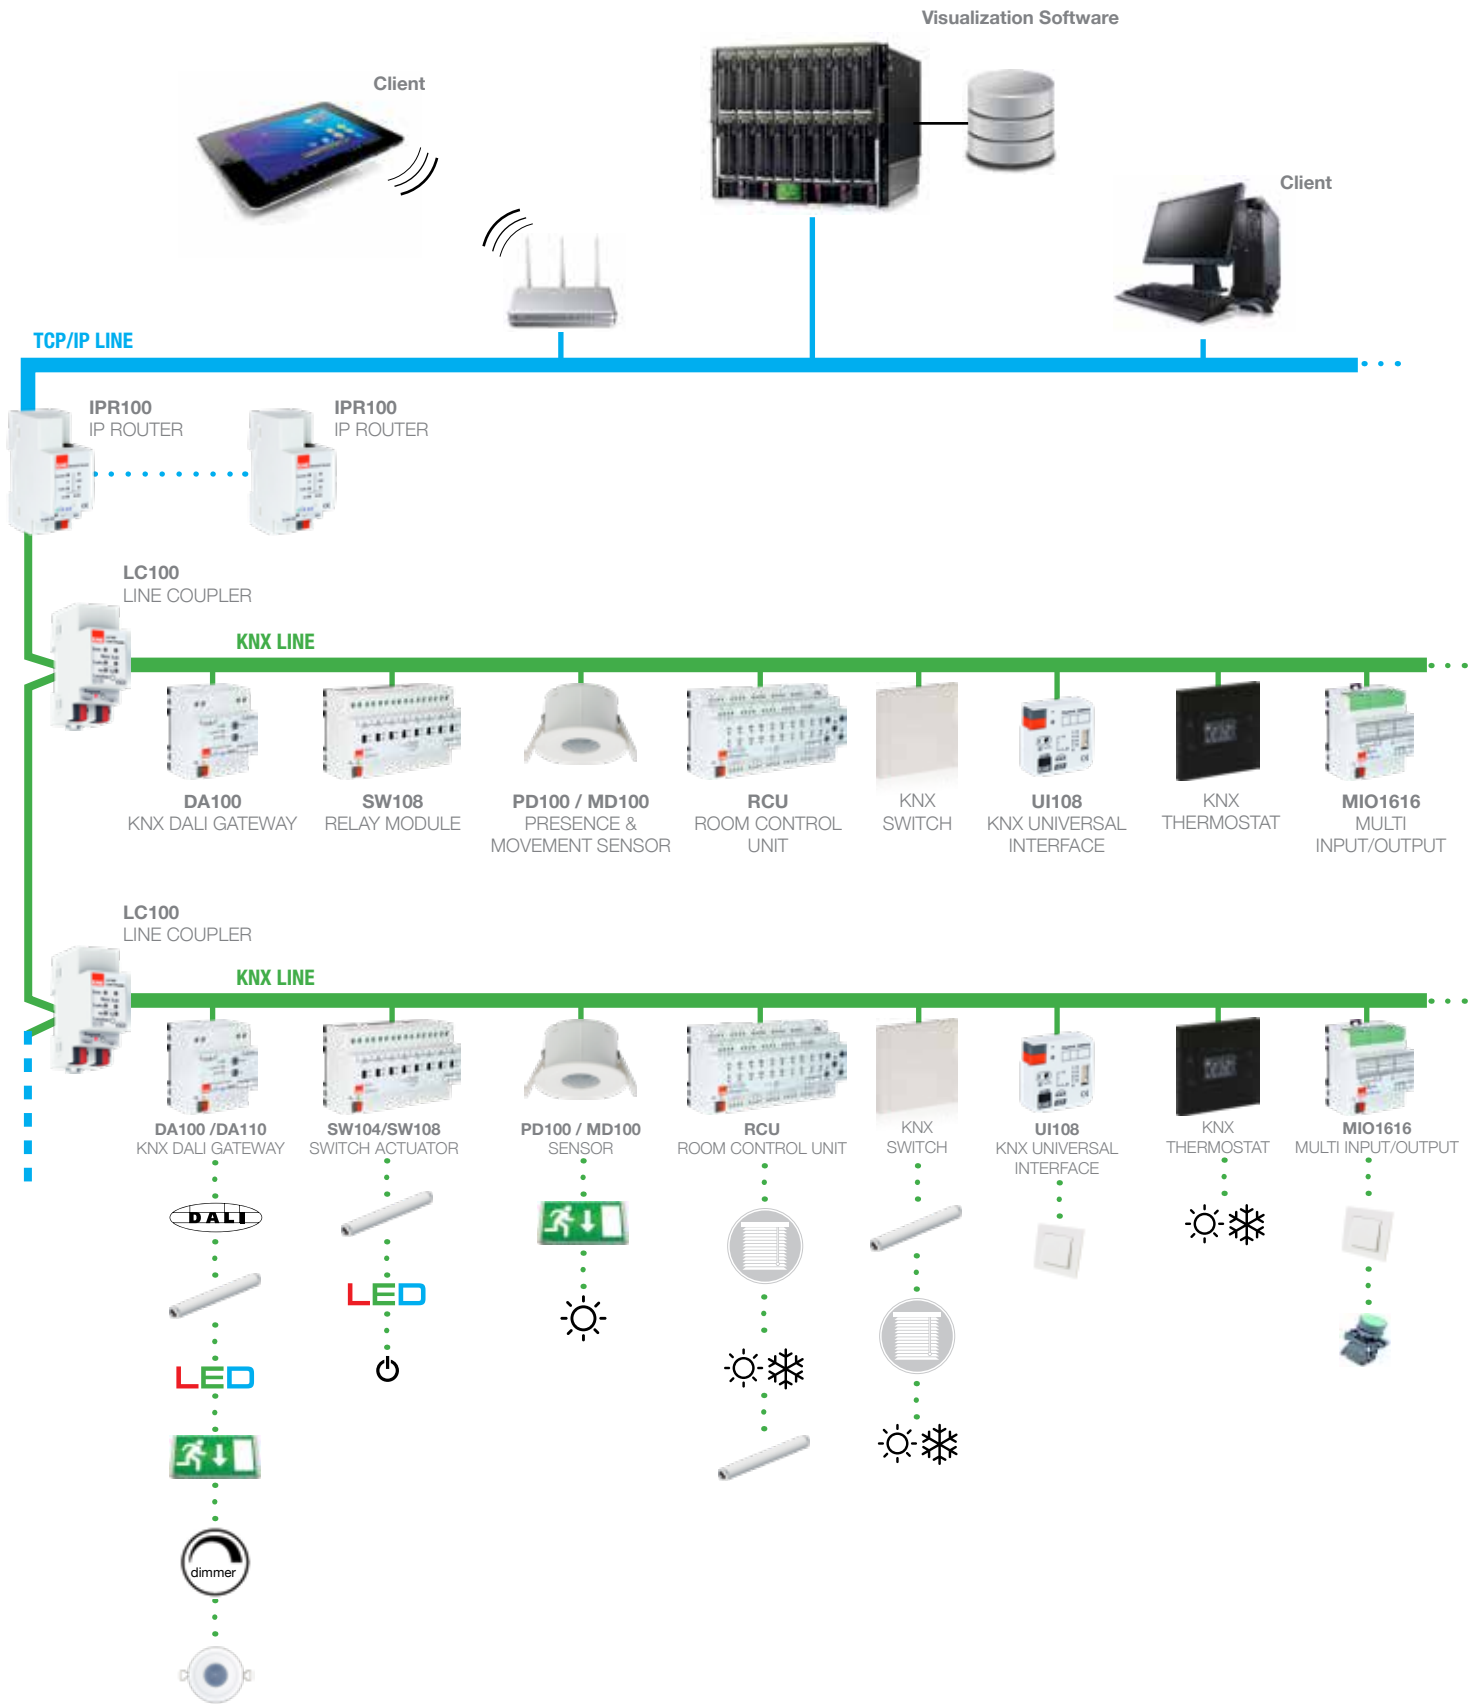 Visualization Software
Client
Client
TCP/IP LINE
IPR100
IP ROUTER
IPR100
IP ROUTER
LC100
LINE COUPLER
KNX LINE
DA100
KNX DALI GATEWAY
SW108
RELAY MODULE
PD100 / MD100
PRESENCE &
MOVEMENT SENSOR
RCU
ROOM CONTROL
UNIT
KNX
SWITCH
UI108
KNX UNIVERSAL
INTERFACE
KNX
THERMOSTAT
MIO1616
MULTI
INPUT/OUTPUT
LC100
LINE COUPLER
KNX LINE
DA100 /DA110
KNX DALI GATEWAY
SW104/SW108
SWITCH ACTUATOR
PD100 / MD100
SENSOR
RCU
ROOM CONTROL UNIT
KNX
SWITCH
UI108
KNX UNIVERSAL
INTERFACE
KNX
THERMOSTAT
MIO1616
MULTI INPUT/OUTPUT
DALI
LED
LED
dimmer